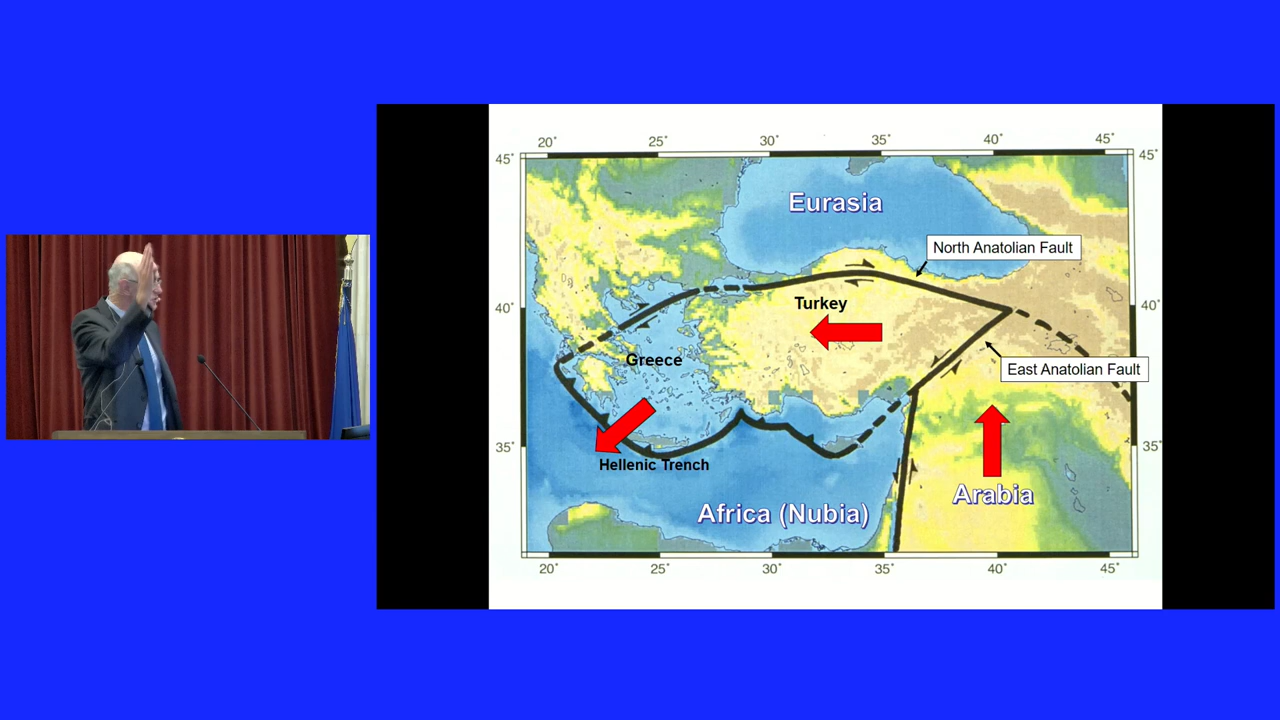 20˚ 25˚ 30˚ 35˚ 40˚ 45˚
45˚ 45˚
Eurasia
North Anatolian Fault
40˚ Turkey 40˚
Greece
East Anatolian Fault
35˚ 35˚
Hellenic Trench
Arabia
Africa (Nubia)
20˚ 25˚ 30˚ 35˚ 40˚ 45˚